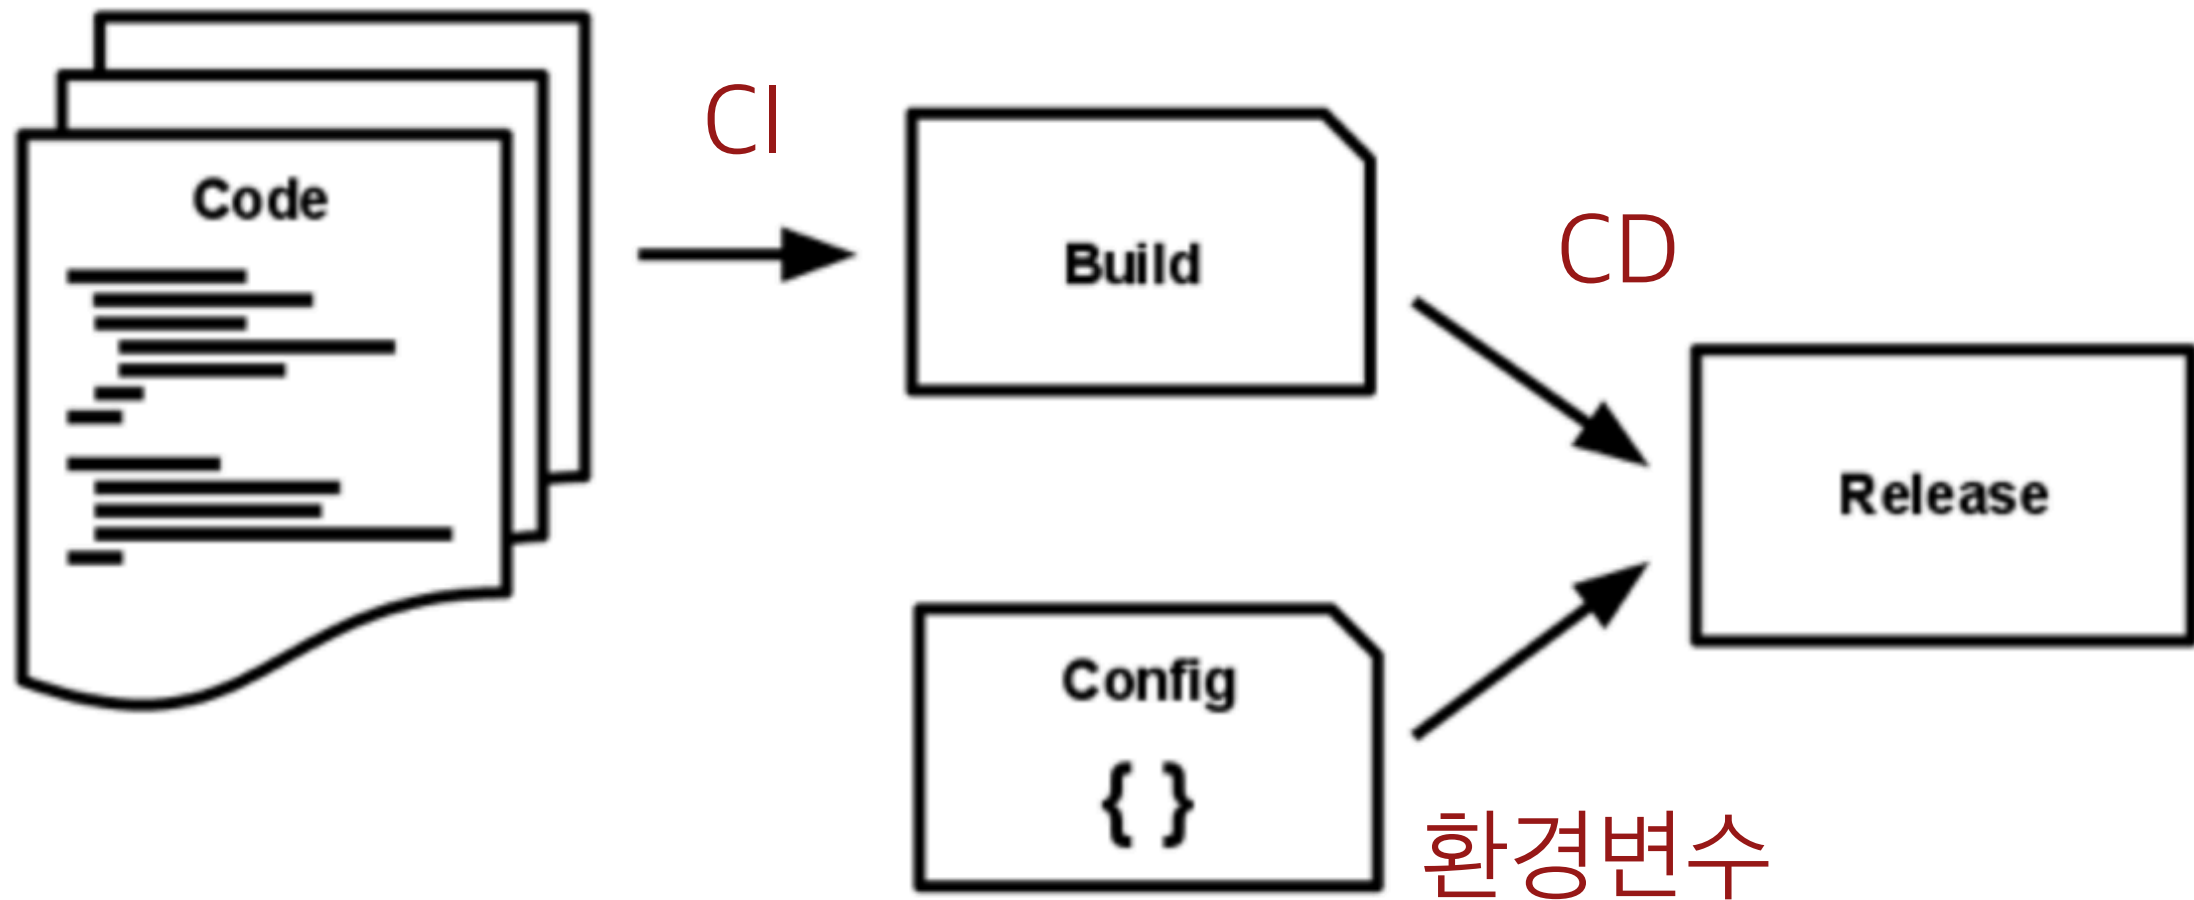 Code
CI
Build
CD
Release
Config
{ }
환경변수